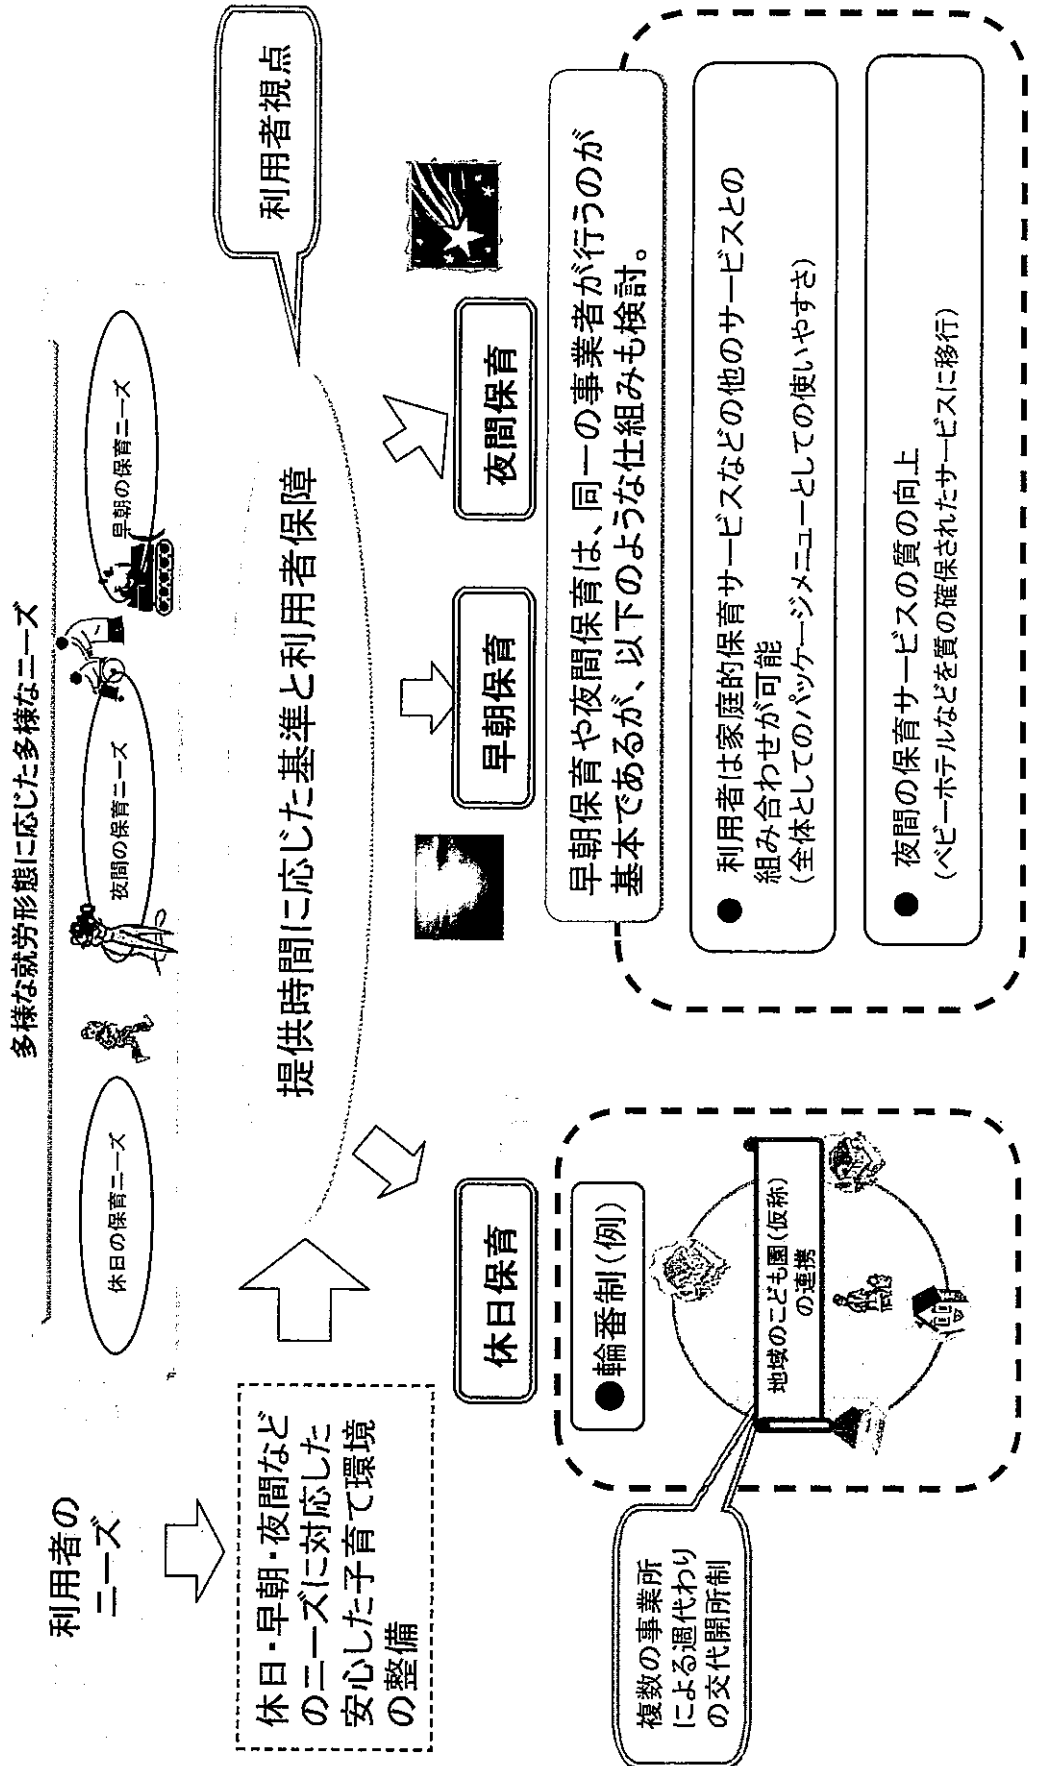 多様な就労形態に応じた多様なニーズ
利用者の
ニーズ
休日の保育ニーズ
夜間の保育ニーズ
早朝の保育ニーズ
休日・早朝・夜間など
のニーズに対応した
安心した子育て環境
の整備
提供時間に応じた基準と利用者保障
利用者視点
休日保育
早朝保育
夜間保育
●輪番制(例)
地域のこども園(仮称)
の連携
複数の事業所
による週代わり
の交代開所制
早朝保育や夜間保育は、同一の事業者が行うのが
基本であるが、以下のような仕組みも検討。
● 利用者は家庭的保育サービスなどの他のサービスとの
組み合わせが可能
(全体としてのパッケージメニューとしての使いやすさ)
● 夜間の保育サービスの質の向上
(ベビーホテルなどを質の確保されたサービスに移行)